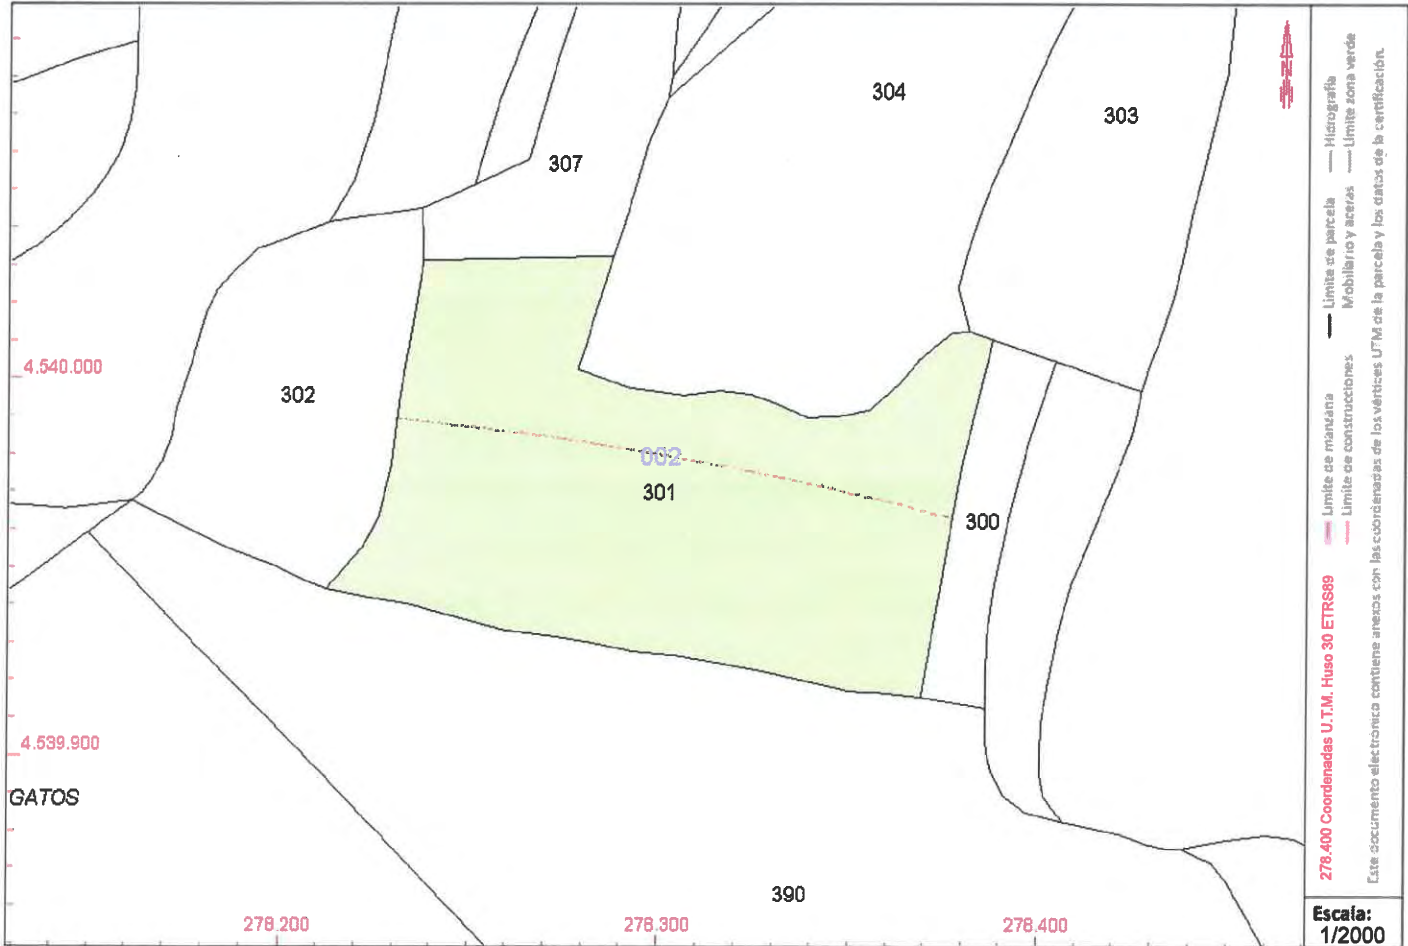 304
303
307
4.540.000
302
002
301
300
4.539.900
GATOS
390
278.200
278.300
278.400
278.400 Coordenadas U.T.M. Huso 30 ETRS89
Limite de manzana
Limite de construcciones
Limite de parcela
Mobiliario y aceras
Hidrografía
Límite zona verde
Este documento electrónico contiene anexos con las coordenadas de los vértices UTM de la parcela y los datos de la certificación.
Escala:
1/2000